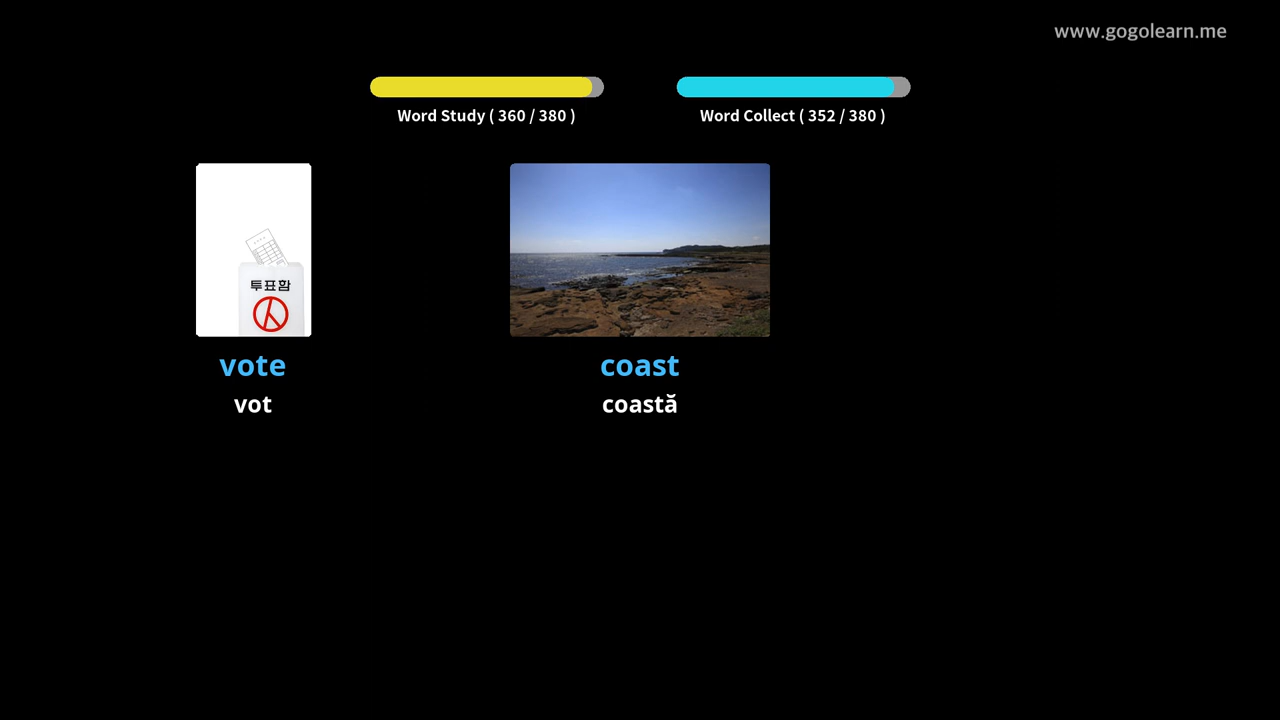 www.gogolearn.me
Word Study ( 360 / 380 )
Word Collect ( 352 / 380 )
투표함
vote
vot
coast
coastă